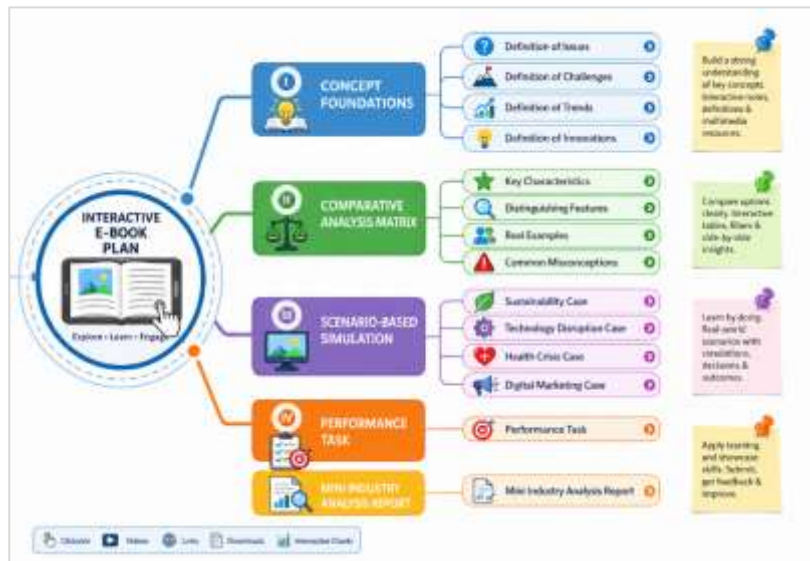 INTERACTIVE
E-BOOK
PLAN
Explore • Learn • Engage
I
CONCEPT
FOUNDATIONS
Definition of Issues
Definition of Challenges
Definition of Trends
Definition of Innovations
Build a strong
understanding
of key concepts.
Interactive notes,
definitions &
multimedia
resources.
II
COMPARATIVE
ANALYSIS MATRIX
Key Characteristics
Distinguishing Features
Real Examples
Common Misconceptions
Compare options
clearly. Interactive
tables, filters &
side-by-side
insights.
III
SCENARIO-BASED
SIMULATION
Sustainability Case
Technology Disruption Case
Health Crisis Case
Digital Marketing Case
Learn by doing.
Real-world
scenarios with
simulations,
decisions &
outcomes.
IV
PERFORMANCE
TASK
Performance Task
MINI INDUSTRY
ANALYSIS REPORT
Mini Industry Analysis Report
Apply learning
and showcase
skills. Submit,
get feedback &
improve.
Clickable
Videos
Links
Downloads
Interactive Charts